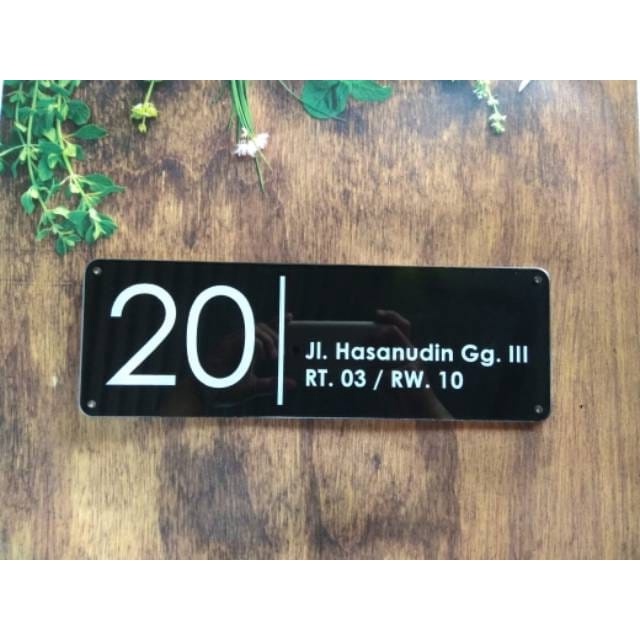 20
Jl. Hasanudin Gg. III
RT. 03 / RW. 10